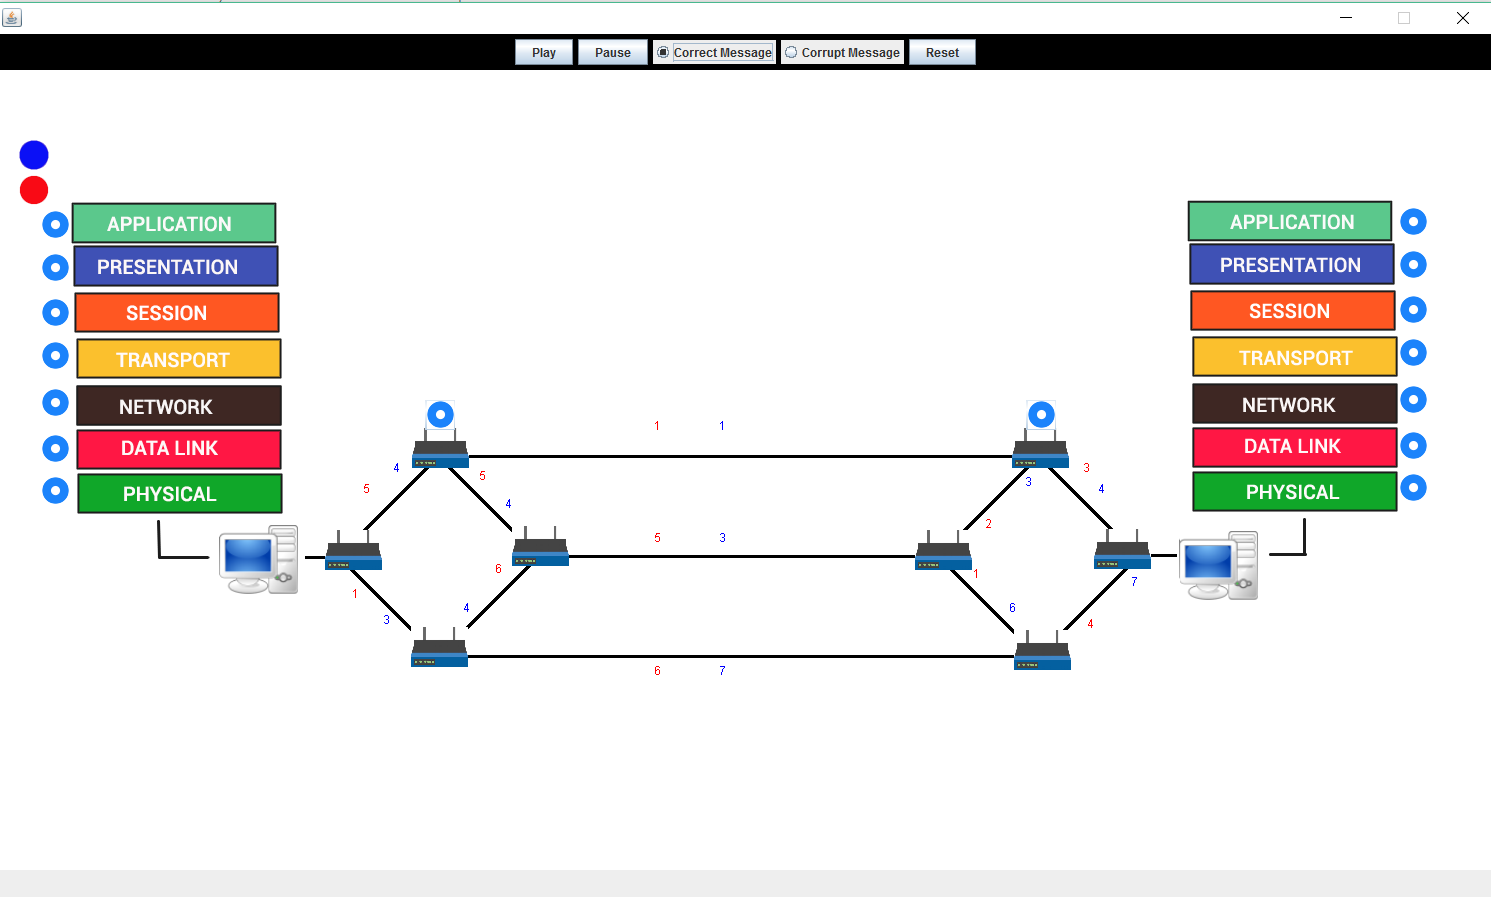 Play Pause Correct Message Corrupt Message Reset
APPLICATION
PRESENTATION
SESSION
TRANSPORT
NETWORK
DATA LINK
PHYSICAL
APPLICATION
PRESENTATION
SESSION
TRANSPORT
NETWORK
DATA LINK
PHYSICAL
1 1
4 5 3
5 3 4
4 2
5 3
6 1
1 7
4 6
3 4
6 7